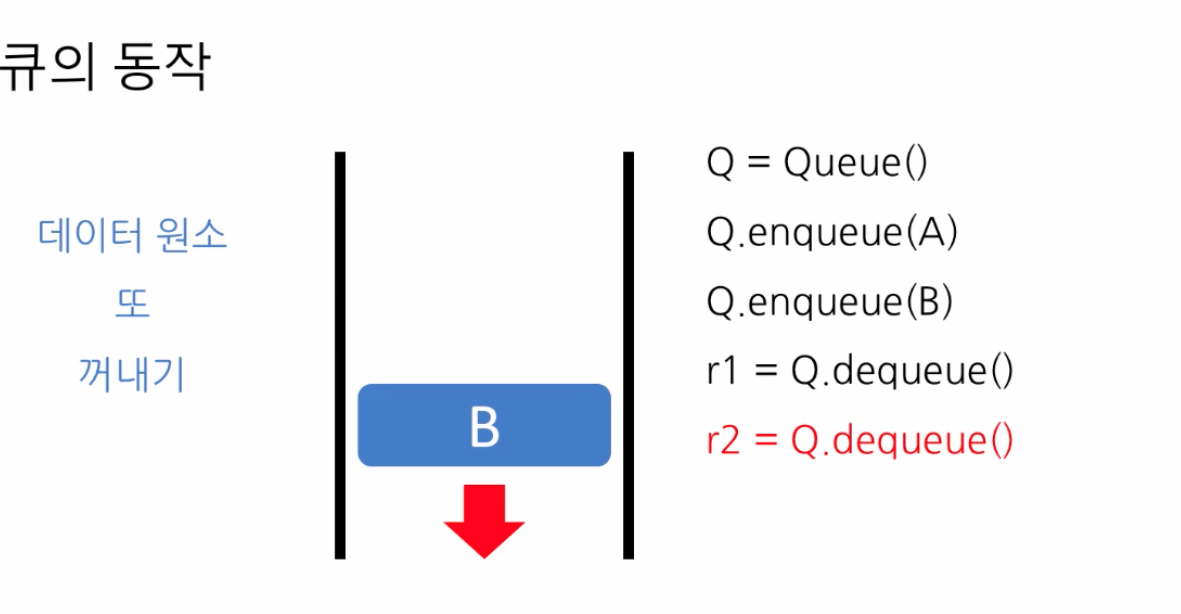 큐의 동작
데이터 원소
또
꺼내기
B
Q = Queue()
Q.enqueue(A)
Q.enqueue(B)
r1 = Q.dequeue()
r2 = Q.dequeue()